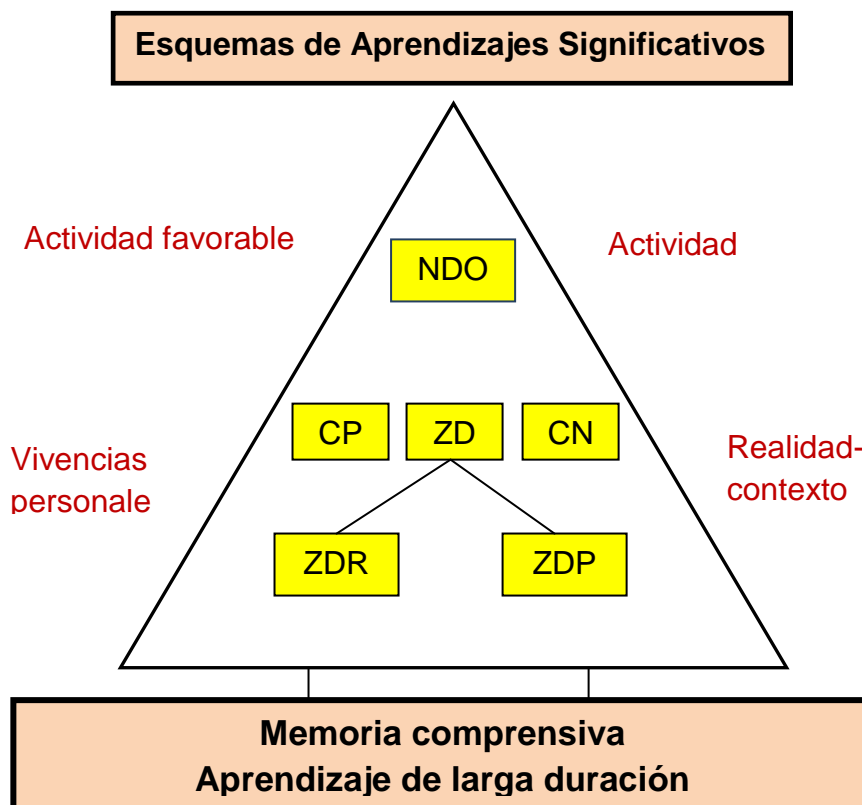 Esquemas de Aprendizajes Significativos
Actividad favorable
Actividad
NDO
CP
ZD
CN
Vivencias
personale
Realidad-
contexto
ZDR
ZDP
Memoria comprensiva
Aprendizaje de larga duración